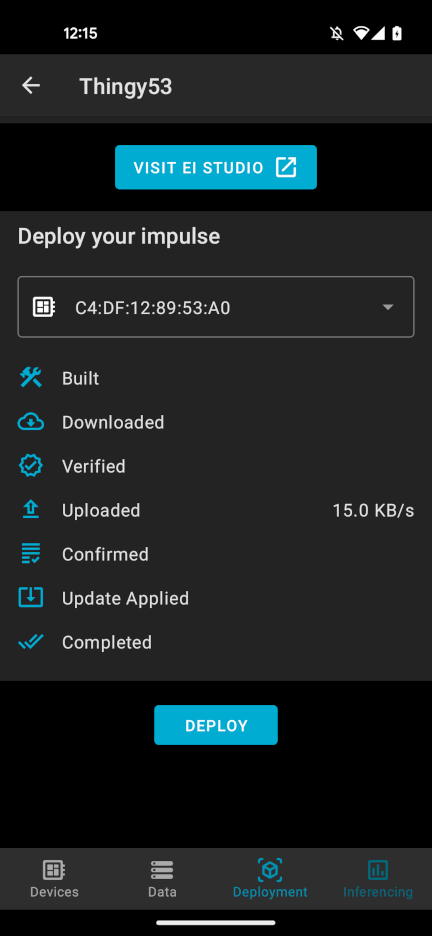 12:15
Thingy53
VISIT EI STUDIO
Deploy your impulse
C4:DF:12:89:53:A0
Built
Downloaded
Verified
Uploaded 15.0 KB/s
Confirmed
Update Applied
Completed
DEPLOY
Devices Data Deployment Inferencing